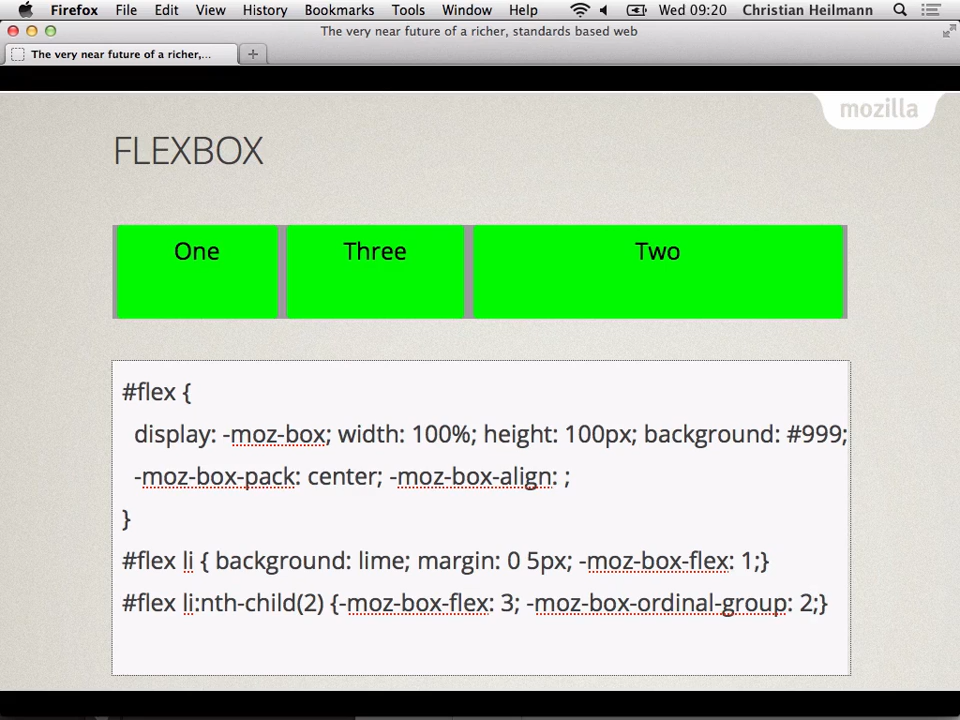 Firefox File Edit View History Bookmarks Tools Window Help Wed 09:20 Christian Heilmann
The very near future of a richer, standards based web
The very near future of a richer,...
mozilla
FLEXBOX
One Three Two
#flex {
display: -moz-box; width: 100%; height: 100px; background: #999;
-moz-box-pack: center; -moz-box-align: ;
}
#flex li { background: lime; margin: 0 5px; -moz-box-flex: 1;}
#flex li:nth-child(2) {-moz-box-flex: 3; -moz-box-ordinal-group: 2;}